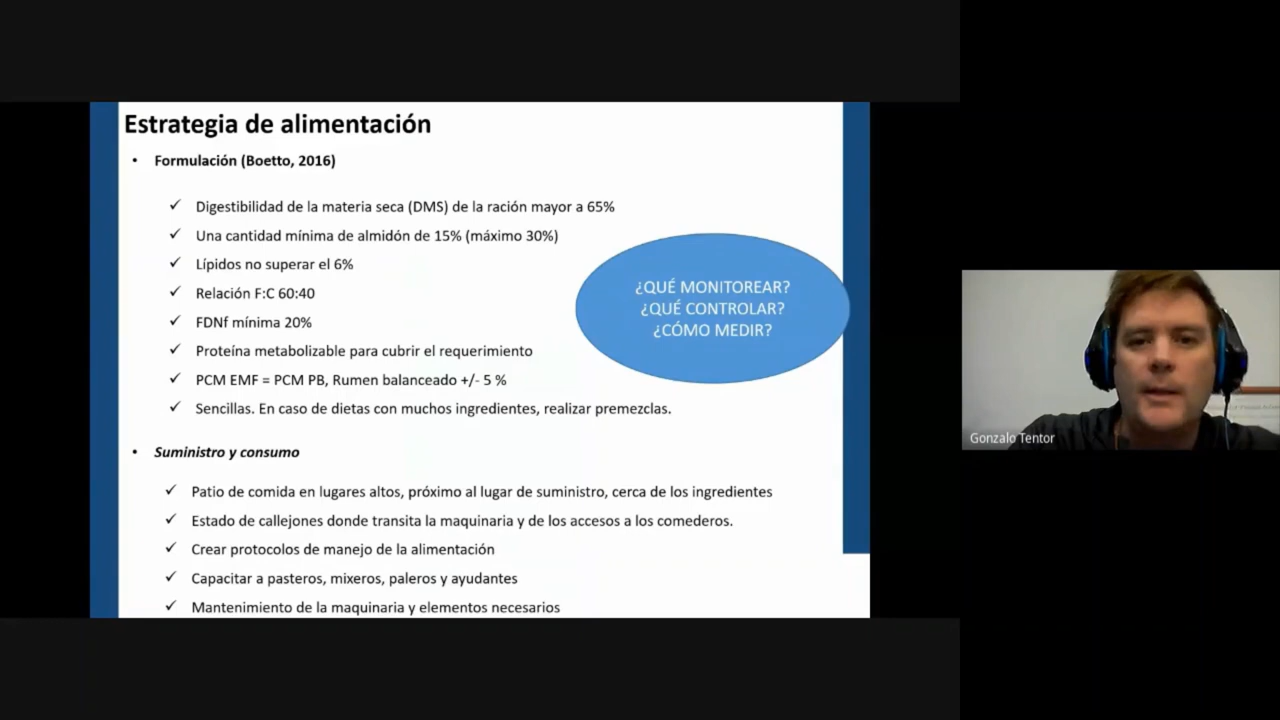 Estrategia de alimentación
• Formulación (Boetto, 2016)
✓ Digestibilidad de la materia seca (DMS) de la ración mayor a 65%
✓ Una cantidad mínima de almidón de 15% (máximo 30%)
✓ Lípidos no superar el 6%
✓ Relación F:C 60:40
✓ FDNf mínima 20%
✓ Proteína metabolizable para cubrir el requerimiento
✓ PCM EMF = PCM PB, Rumen balanceado +/- 5 %
✓ Sencillas. En caso de dietas con muchos ingredientes, realizar premezclas.
¿QUÉ MONITOREAR?
¿QUÉ CONTROLAR?
¿CÓMO MEDIR?
• Suministro y consumo
✓ Patio de comida en lugares altos, próximo al lugar de suministro, cerca de los ingredientes
✓ Estado de callejones donde transita la maquinaria y de los accesos a los comederos.
✓ Crear protocolos de manejo de la alimentación
✓ Capacitar a pasteros, mixeros, paleros y ayudantes
✓ Mantenimiento de la maquinaria y elementos necesarios
Gonzalo Tentor